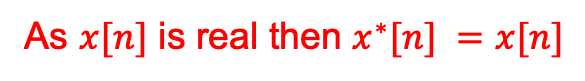 As x[n] is real then x*[n] = x[n]